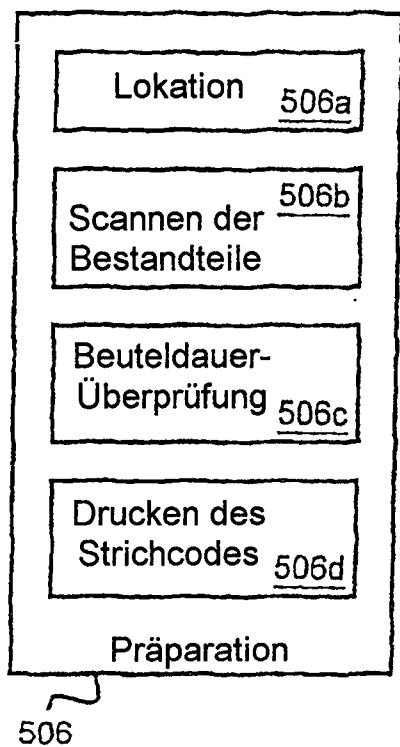 Lokation 506a
506b
Scannen der
Bestandteile
Beuteldauer-
Überprüfung 506c
Drucken des
Strichcodes 506d
Präparation
506